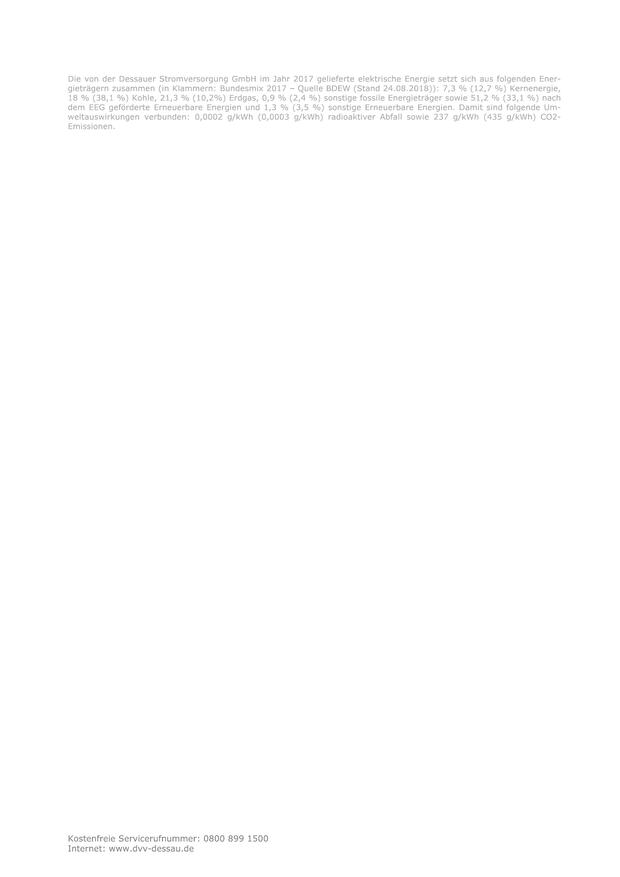 Die von der Dessauer Stromversorgung GmbH im Jahr 2017 gelieferte elektrische Energie setzt sich aus folgenden Ener-
gieträgern zusammen (in Klammern: Bundesmix 2017 – Quelle BDEW (Stand 24.08.2018)): 7,3 % (12,7 %) Kernenergie,
18 % (38,1 %) Kohle, 21,3 % (10,2%) Erdgas, 0,9 % (2,4 %) sonstige fossile Energieträger sowie 51,2 % (33,1 %) nach
dem EEG geförderte Erneuerbare Energien und 1,3 % (3,5 %) sonstige Erneuerbare Energien. Damit sind folgende Um-
weltauswirkungen verbunden: 0,0002 g/kWh (0,0003 g/kWh) radioaktiver Abfall sowie 237 g/kWh (435 g/kWh) CO2-
Emissionen.
Kostenfreie Servicerufnummer: 0800 899 1500
Internet: www.dvv-dessau.de